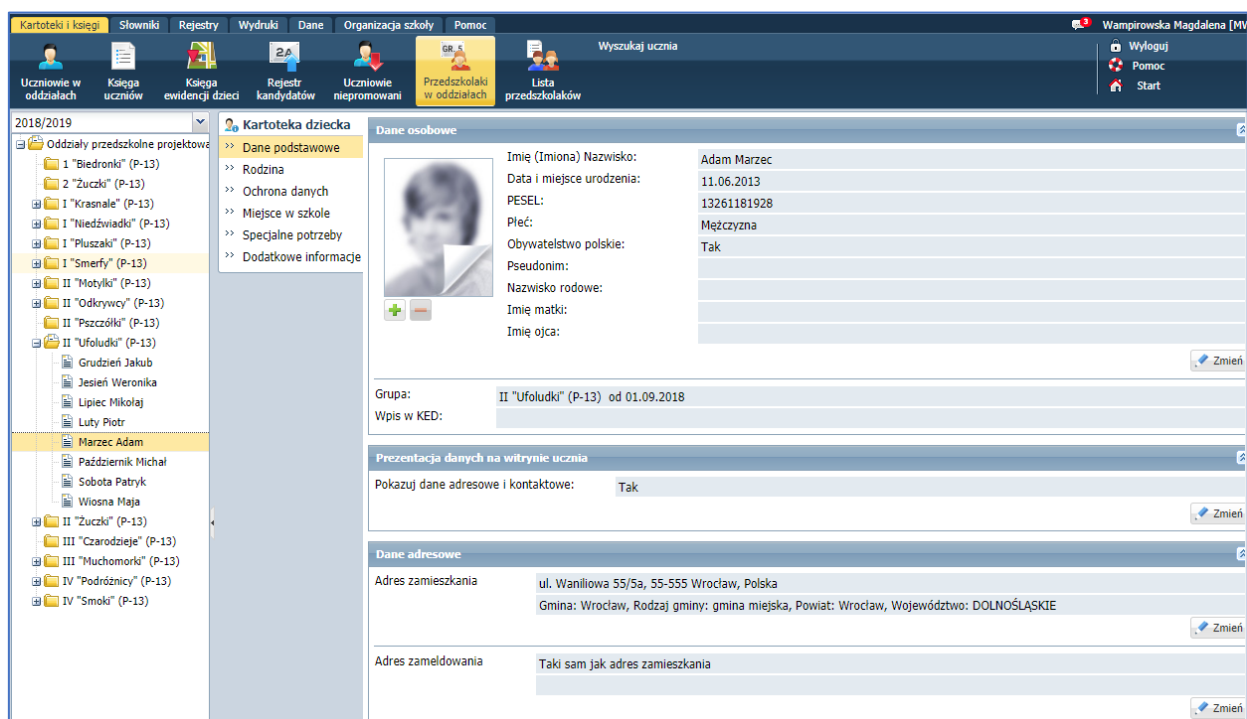 Kartoteki i księgi Słowniki Rejestry Wydruki Dane Organizacja szkoły Pomoc 3 Wampirowska Magdalena [MW
Uczniowie w oddziałach Księga uczniów Księga ewidencji dzieci Rejestr kandydatów Uczniowie niepromowani Przedszkolaki w oddziałach Lista przedszkolaków
Wyszukaj ucznia
Wyloguj
Pomoc
Start
2018/2019
Oddziały przedszkolne projektowa
1 "Biedronki" (P-13)
2 "Żuczki" (P-13)
I "Krasnale" (P-13)
I "Niedźwiadki" (P-13)
I "Pluszaki" (P-13)
I "Smerfy" (P-13)
II "Motylki" (P-13)
II "Odkrywcy" (P-13)
II "Pszczółki" (P-13)
II "Ufoludki" (P-13)
Grudzień Jakub
Jesień Weronika
Lipiec Mikołaj
Luty Piotr
Marzec Adam
Październik Michał
Sobota Patryk
Wiosna Maja
II "Żuczki" (P-13)
III "Czarodzieje" (P-13)
III "Muchomorki" (P-13)
IV "Podróżnicy" (P-13)
IV "Smoki" (P-13)
Kartoteka dziecka
Dane podstawowe
Rodzina
Ochrona danych
Miejsce w szkole
Specjalne potrzeby
Dodatkowe informacje
Dane osobowe
Imię (Imiona) Nazwisko: Adam Marzec
Data i miejsce urodzenia: 11.06.2013
PESEL: 13261181928
Płeć: Mężczyzna
Obywatelstwo polskie: Tak
Pseudonim:
Nazwisko rodowe:
Imię matki:
Imię ojca:
Zmień
Grupa: II "Ufoludki" (P-13) od 01.09.2018
Wpis w KED:
Prezentacja danych na witrynie ucznia
Pokazuj dane adresowe i kontaktowe: Tak
Zmień
Dane adresowe
Adres zamieszkania ul. Waniliowa 55/5a, 55-555 Wrocław, Polska
Gmina: Wrocław, Rodzaj gminy: gmina miejska, Powiat: Wrocław, Województwo: DOLNOŚLĄSKIE
Zmień
Adres zameldowania Taki sam jak adres zamieszkania
Zmień